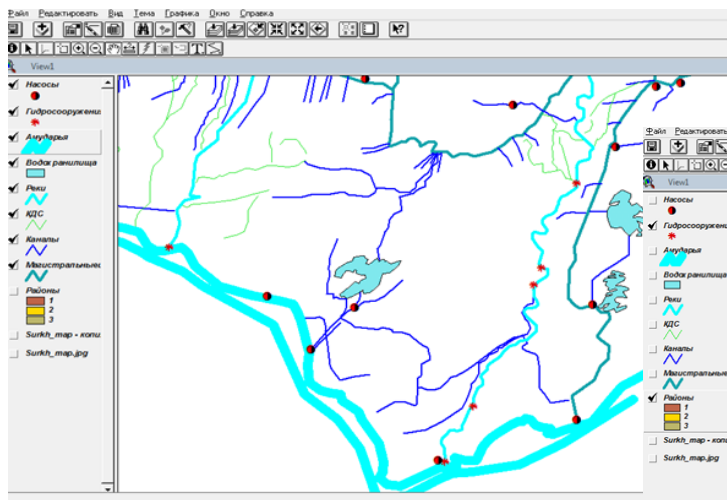 Файл Редактировать Вид Тема Графика Окно Справка
View1
Насосы
Гидросооружени
Амударья
Водохранилища
Реки
КДС
Каналы
Магистральные
Районы
1
2
3
Surkh_map - копи
Surkh_map.jpg
Файл Редактировать
View1
Насосы
Гидросооружени
Амударья
Водохранилища
Реки
КДС
Каналы
Магистральные
Районы
1
2
3
Surkh_map - копи
Surkh_map.jpg